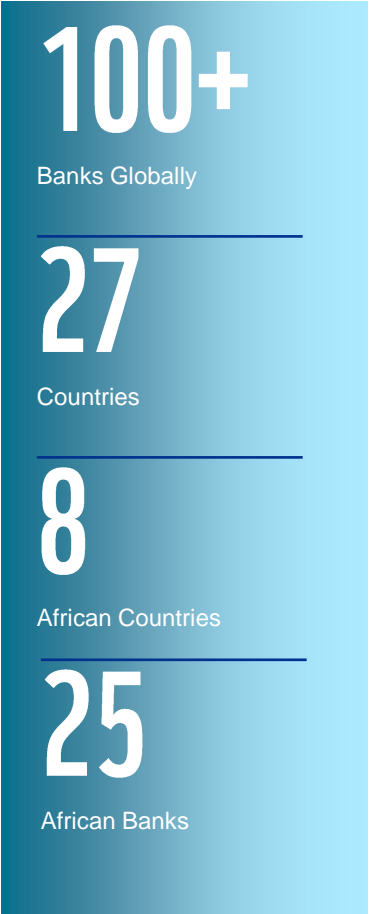 100+
Banks Globally
27
Countries
8
African Countries
25
African Banks